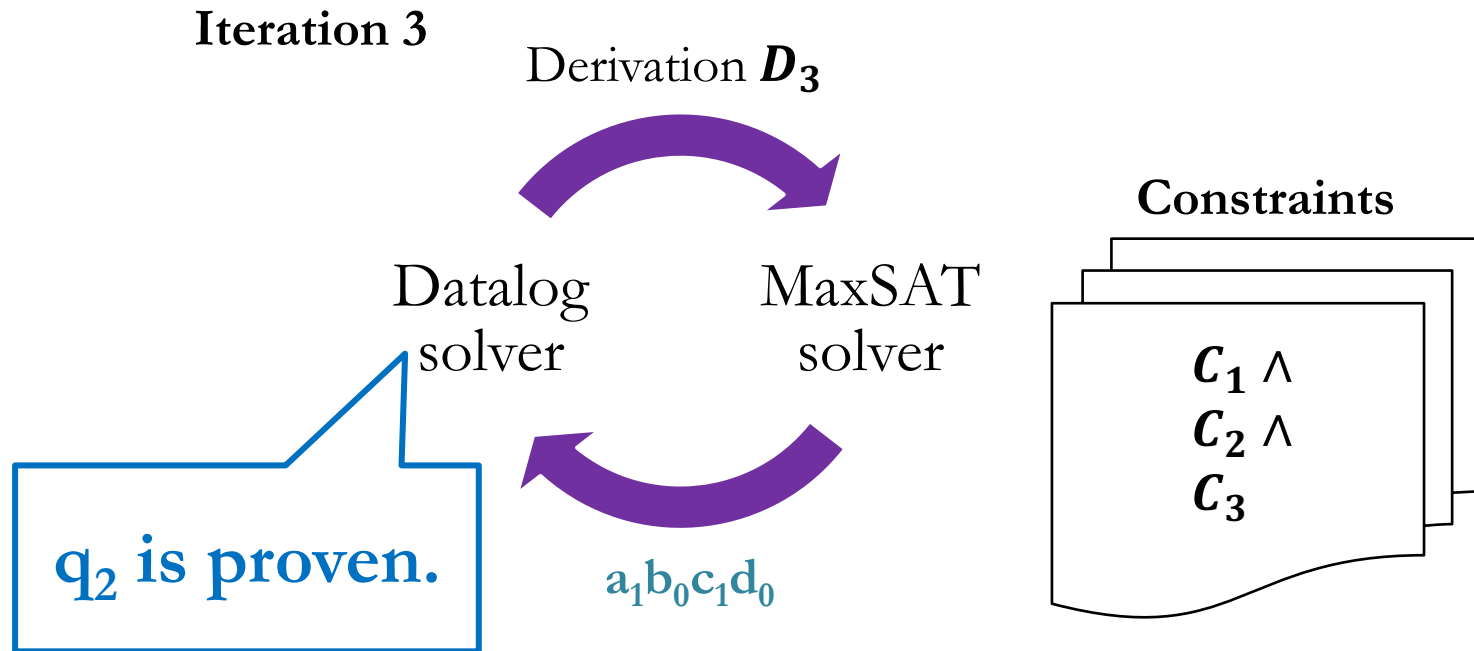 Iteration 3
Derivation D₃
Constraints
Datalog
solver
MaxSAT
solver
C₁ ∧
C₂ ∧
C₃
q₂ is proven.
a₁b₀c₁d₀